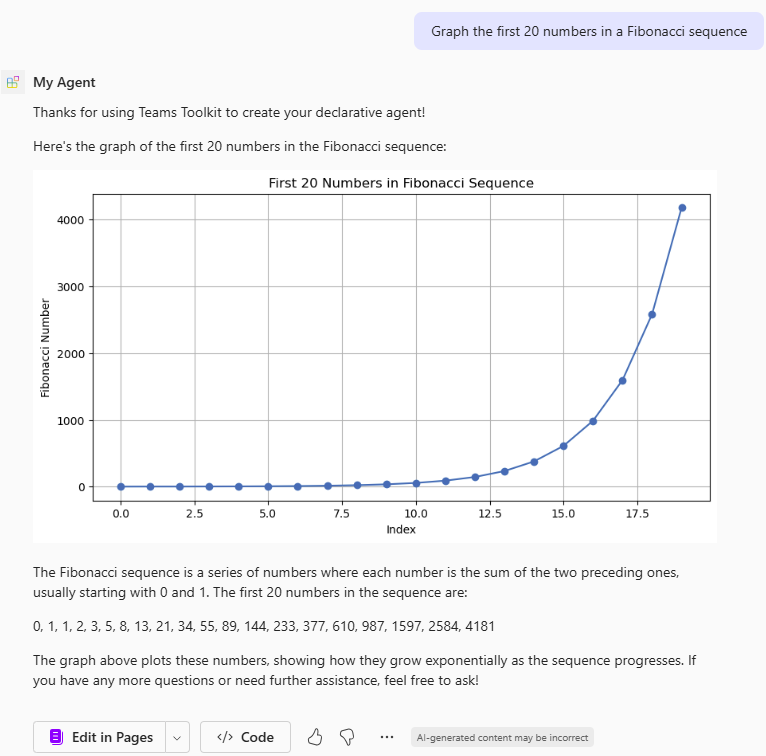 Graph the first 20 numbers in a Fibonacci sequence
My Agent
Thanks for using Teams Toolkit to create your declarative agent!
Here's the graph of the first 20 numbers in the Fibonacci sequence:
First 20 Numbers in Fibonacci Sequence
4000
3000
2000
1000
0
Fibonacci Number
0.0 2.5 5.0 7.5 10.0 12.5 15.0 17.5
Index
The Fibonacci sequence is a series of numbers where each number is the sum of the two preceding ones,
usually starting with 0 and 1. The first 20 numbers in the sequence are:
0, 1, 1, 2, 3, 5, 8, 13, 21, 34, 55, 89, 144, 233, 377, 610, 987, 1597, 2584, 4181
The graph above plots these numbers, showing how they grow exponentially as the sequence progresses. If
you have any more questions or need further assistance, feel free to ask!
Edit in Pages </> Code ··· AI-generated content may be incorrect